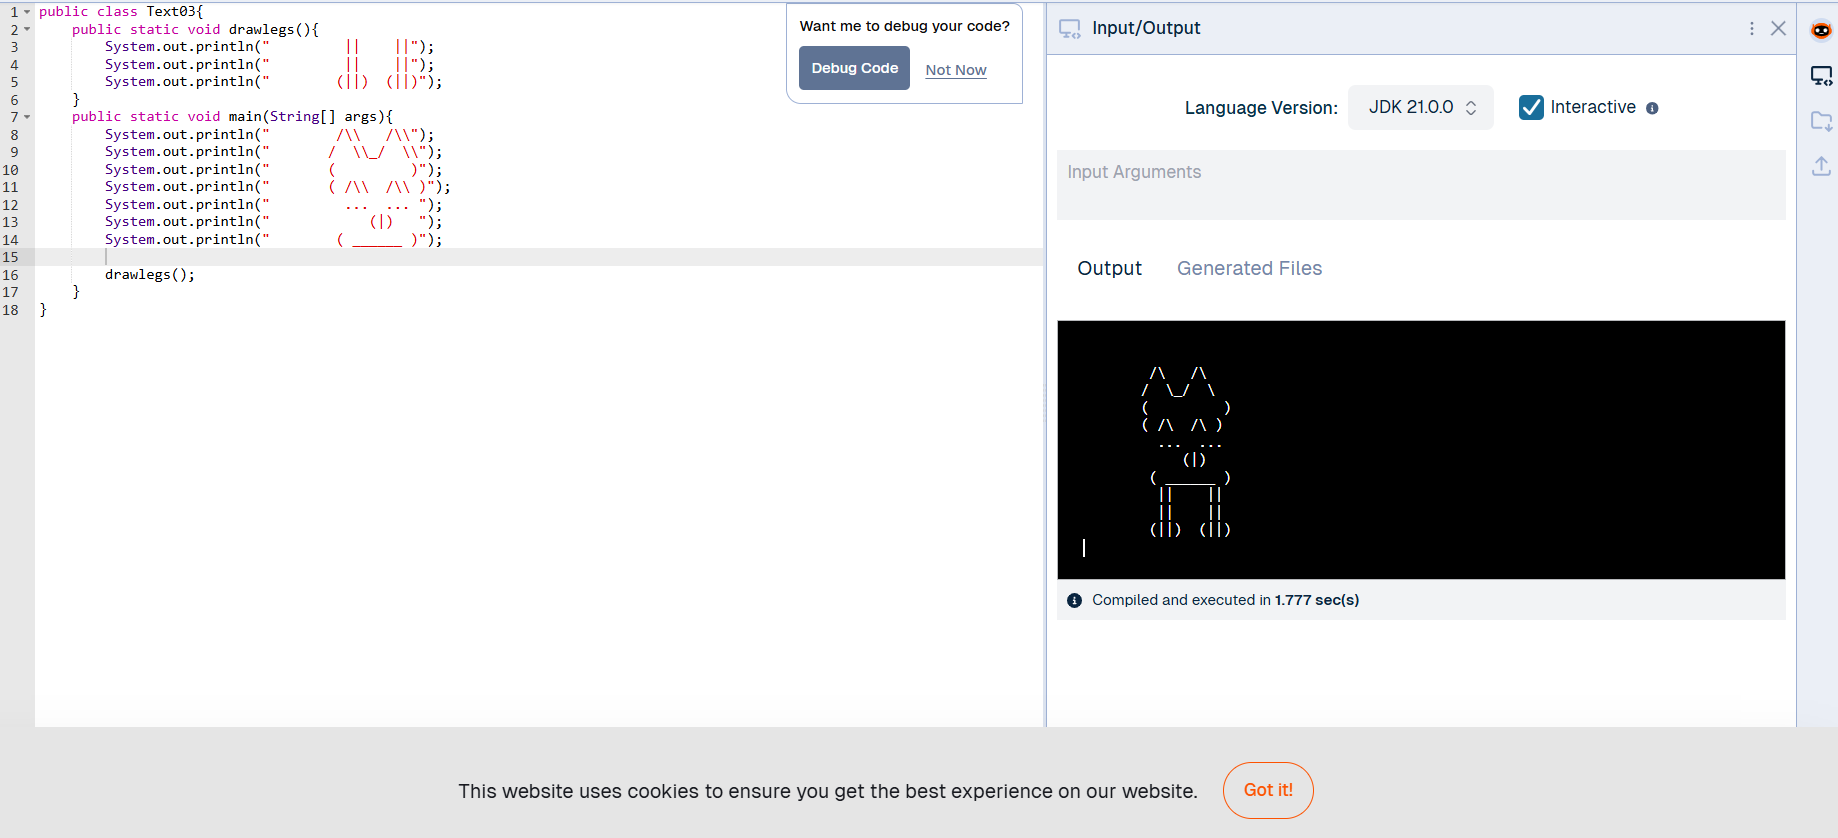 1 public class Text03{
2     public static void drawlegs(){
3         System.out.println("         ||    ||");
4         System.out.println("         ||    ||");
5         System.out.println("        (||)  (||)");
6     }
7     public static void main(String[] args){
8         System.out.println("        /\\   /\\");
9         System.out.println("       /  \\_/  \\");
10         System.out.println("       (         )");
11         System.out.println("       ( /\\  /\\ )");
12         System.out.println("         ...  ... ");
13         System.out.println("            (|)   ");
14         System.out.println("        ( ______ )");
15
16         drawlegs();
17     }
18 }
Want me to debug your code?
Debug Code Not Now
Input/Output
Language Version: JDK 21.0.0 Interactive
Input Arguments
Output Generated Files
        /\   /\
       /  \_/  \
       (         )
       ( /\  /\ )
         ...  ...
            (|)
        ( ______ )
         ||    ||
         ||    ||
        (||)  (||)
Compiled and executed in 1.777 sec(s)
This website uses cookies to ensure you get the best experience on our website. Got it!